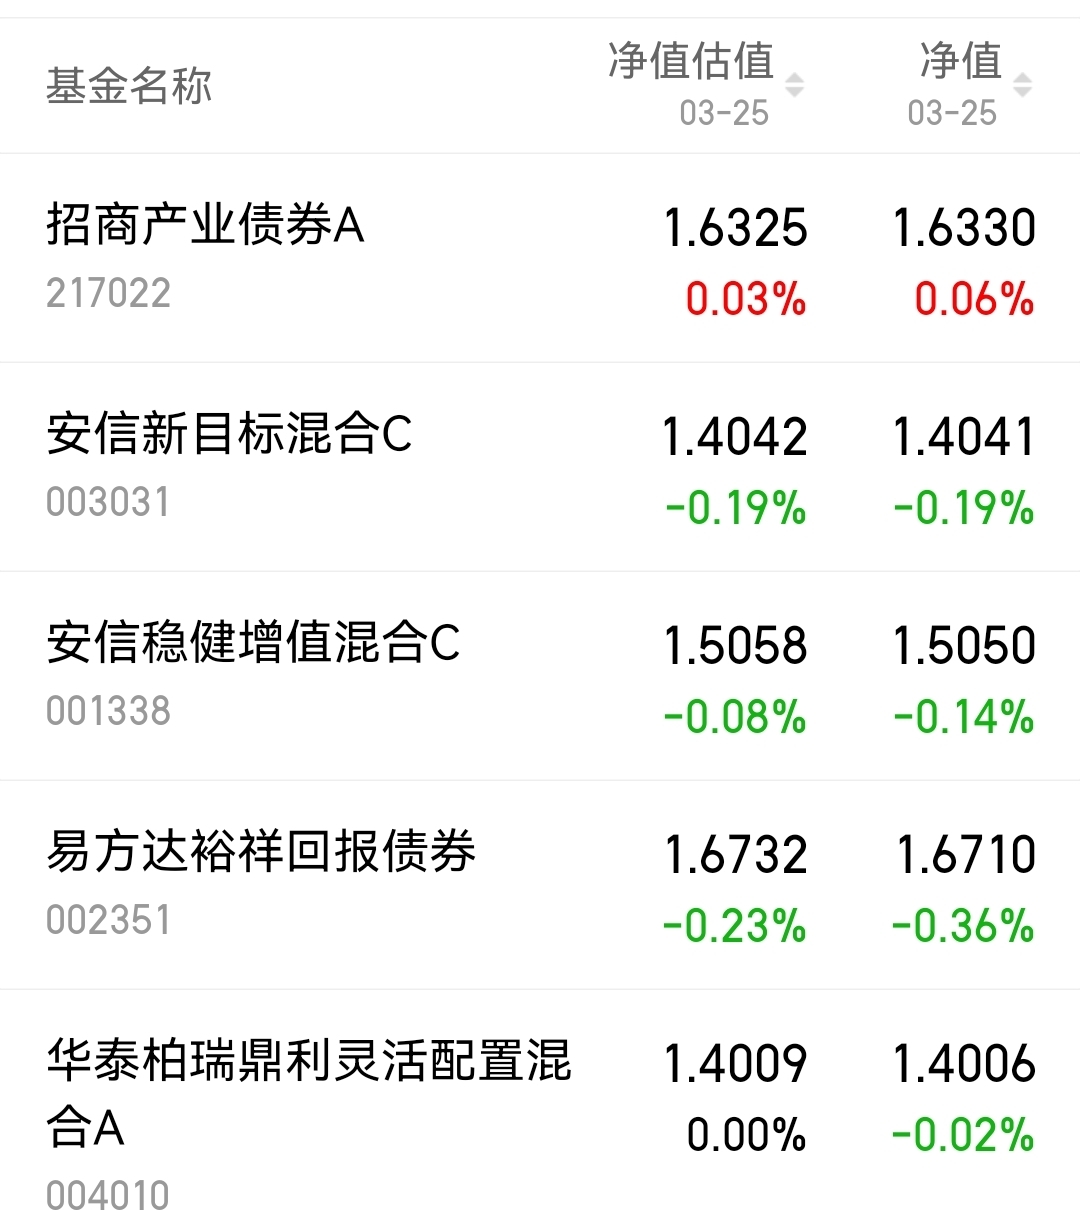 基金名称 净值估值 净值
03-25 03-25
招商产业债券A 1.6325 1.6330
217022 0.03% 0.06%
安信新目标混合C 1.4042 1.4041
003031 -0.19% -0.19%
安信稳健增值混合C 1.5058 1.5050
001338 -0.08% -0.14%
易方达裕祥回报债券 1.6732 1.6710
002351 -0.23% -0.36%
华泰柏瑞鼎利灵活配置混 1.4009 1.4006
合A 0.00% -0.02%
004010